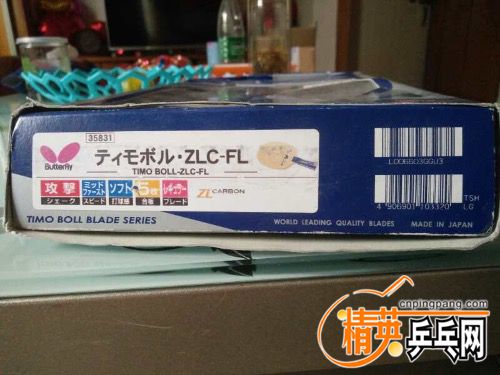 35831
Butterfly
ティモボル・ZLC-FL
TIMO BOLL-ZLC-FL
攻撃 シェーク
ミッドファースト スピード
ソフト 打球感
5枚 合板
レギュラー ブレード
ZL CARBON
L0066D3GGU3
TSH
4 906901 103320 LG
TIMO BOLL BLADE SERIES
WORLD LEADING QUALITY BLADES
MADE IN JAPAN
cnpingpang.com
精英乒乓网